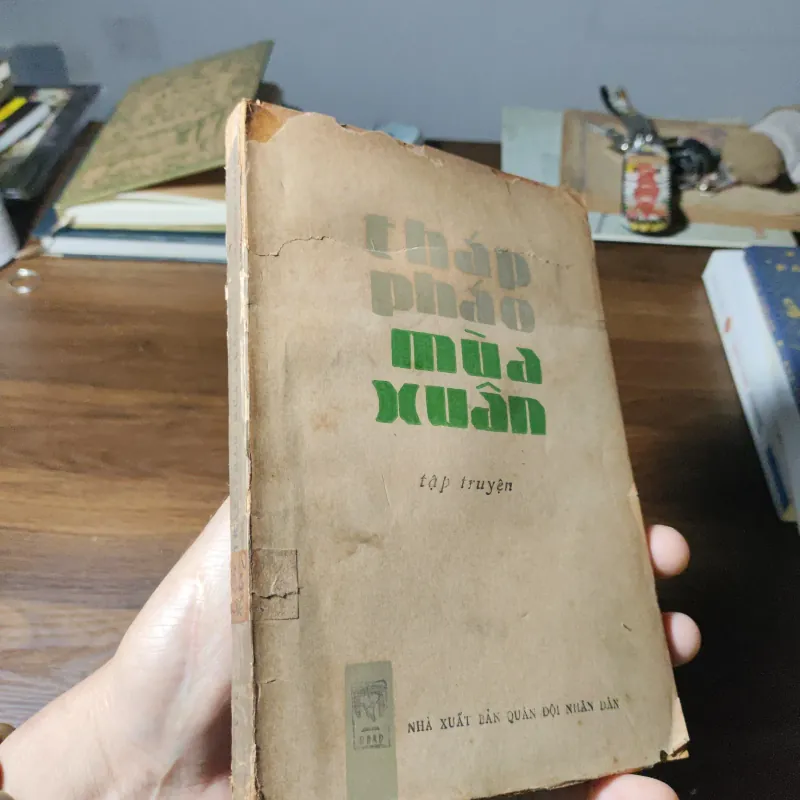 tháp
pháo
mùa
xuân
tập truyện
NHÀ XUẤT BẢN QUÂN ĐỘI NHÂN DÂN